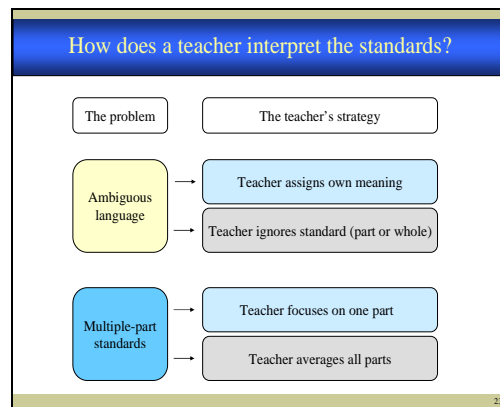 How does a teacher interpret the standards?
The problem
The teacher's strategy
Ambiguous
language
Teacher assigns own meaning
Teacher ignores standard (part or whole)
Multiple-part
standards
Teacher focuses on one part
Teacher averages all parts